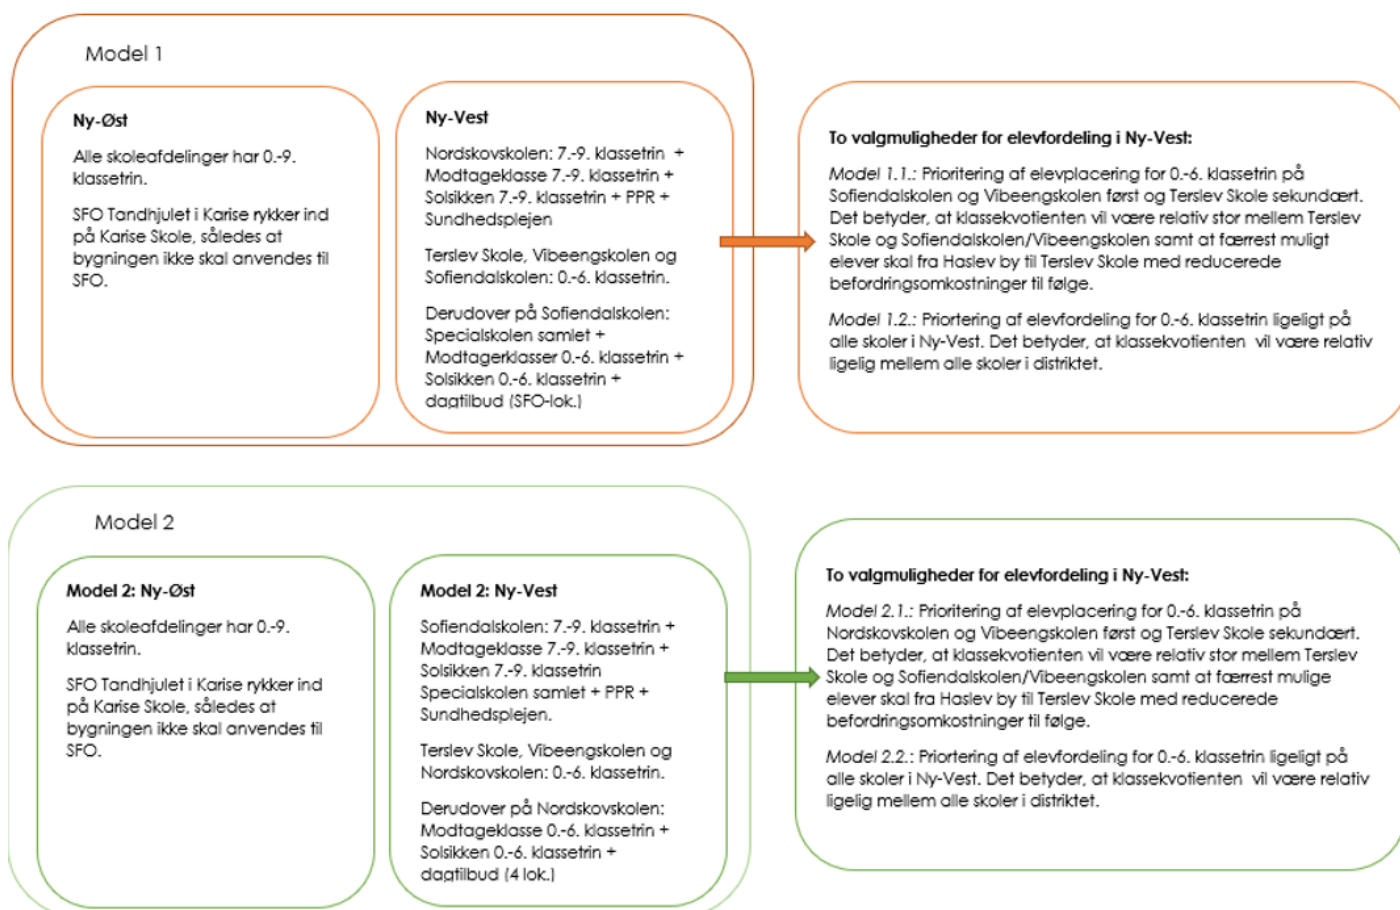 Model 1
Ny-Øst
Alle skoleafdelinger har 0.-9.
klassetrin.
SFO Tandhjulet i Karise rykker ind
på Karise Skole, således at
bygningen ikke skal anvendes til
SFO.
Ny-Vest
Nordskovskolen: 7.-9. klassetrin +
Modtageklasse 7.-9. klassetrin +
Solsikken 7.-9. klassetrin + PPR +
Sundhedsplejen
Terslev Skole, Vibeengskolen og
Sofiendalskolen: 0.-6. klassetrin.
Derudover på Sofiendalskolen:
Specialskolen samlet +
Modtagerklasser 0.-6. klassetrin +
Solsikken 0.-6. klassetrin +
dagtilbud (SFO-lok.)
To valgmuligheder for elevfordeling i Ny-Vest:
Model 1.1.: Prioritering af elevplacering for 0.-6. klassetrin på
Sofiendalskolen og Vibeengskolen først og Terslev Skole sekundært.
Det betyder, at klassekvotienten vil være relativ stor mellem Terslev
Skole og Sofiendalskolen/Vibeengskolen samt at færrest muligt
elever skal fra Haslev by til Terslev Skole med reducerede
befordringsomkostninger til følge.
Model 1.2.: Priortering af elevfordeling for 0.-6. klassetrin ligeligt på
alle skoler i Ny-Vest. Det betyder, at klassekvotienten vil være relativ
ligelig mellem alle skoler i distriktet.
Model 2
Model 2: Ny-Øst
Alle skoleafdelinger har 0.-9.
klassetrin.
SFO Tandhjulet i Karise rykker ind
på Karise Skole, således at
bygningen ikke skal anvendes til
SFO.
Model 2: Ny-Vest
Sofiendalskolen: 7.-9. klassetrin +
Modtageklasse 7.-9. klassetrin +
Solsikken 7.-9. klassetrin
Specialskolen samlet + PPR +
Sundhedsplejen.
Terslev Skole, Vibeengskolen og
Nordskovskolen: 0.-6. klassetrin.
Derudover på Nordskovskolen:
Modtageklasse 0.-6. klassetrin +
Solsikken 0.-6. klassetrin +
dagtilbud (4 lok.)
To valgmuligheder for elevfordeling i Ny-Vest:
Model 2.1.: Prioritering af elevplacering for 0.-6. klassetrin på
Nordskovskolen og Vibeengskolen først og Terslev Skole sekundært.
Det betyder, at klassekvotienten vil være relativ stor mellem Terslev
Skole og Sofiendalskolen/Vibeengskolen samt at færrest mulige
elever skal fra Haslev by til Terslev Skole med reducerede
befordringsomkostninger til følge.
Model 2.2.: Priortering af elevfordeling for 0.-6. klassetrin ligeligt på
alle skoler i Ny-Vest. Det betyder, at klassekvotienten vil være relativ
ligelig mellem alle skoler i distriktet.